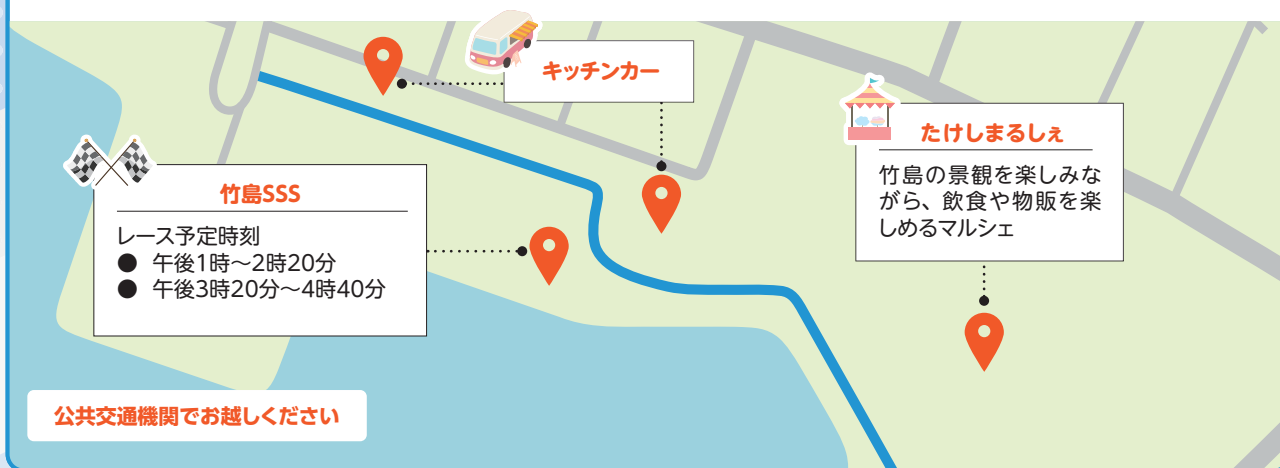 キッチンカー
たけしまるしぇ
竹島の景観を楽しみな
がら、飲食や物販を楽
しめるマルシェ
竹島SSS
レース予定時刻
● 午後1時～2時20分
● 午後3時20分～4時40分
公共交通機関でお越しください